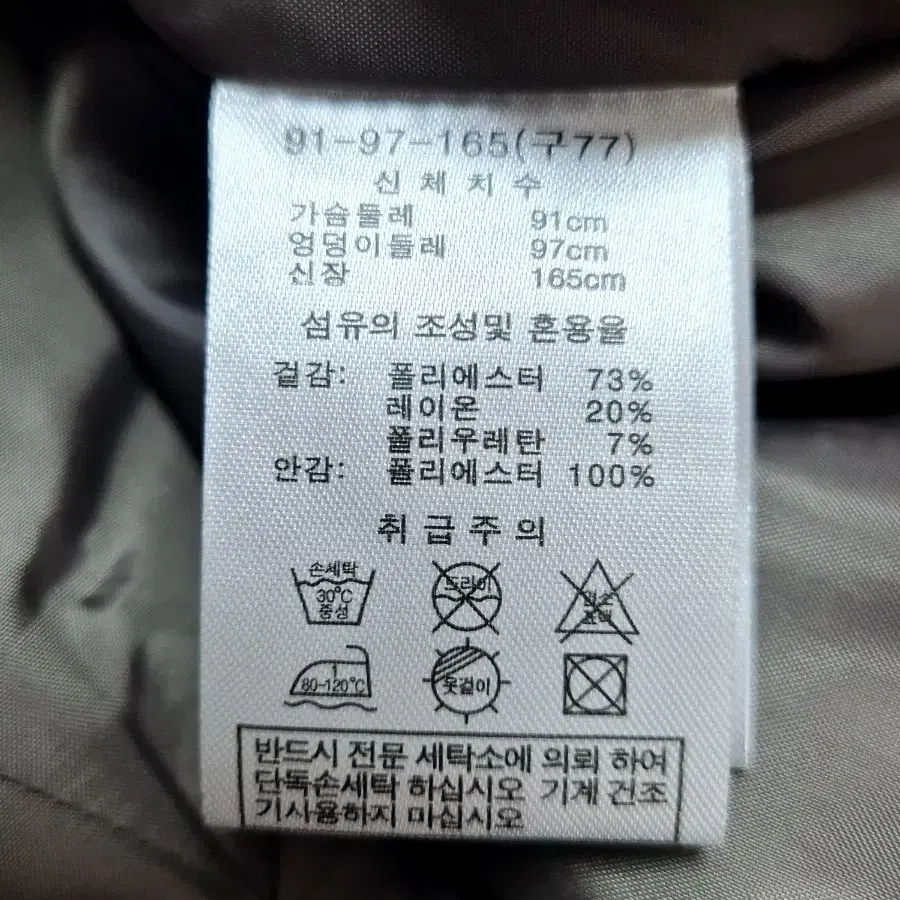 91-97-165(구77)
신 체 치 수
가슴둘레 91cm
엉덩이둘레 97cm
신장 165cm
섬유의 조성및 혼용율
겉감: 폴리에스터 73%
레이온 20%
폴리우레탄 7%
안감: 폴리에스터 100%
취 급 주 의
손세탁
30℃
중성
드라이
염소
표백
1
80-120℃
옷걸이
반드시 전문 세탁소에 의뢰 하여
단독손세탁 하십시오 기계 건조
기사용하지 마십시오